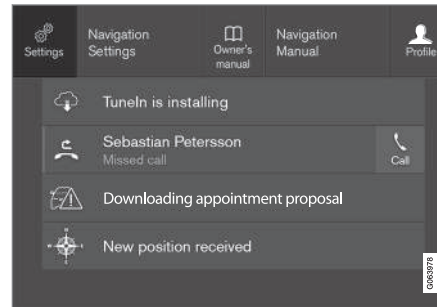 Settings
Navigation
Settings
Owner's
manual
Navigation
Manual
Profile
TuneIn is installing
Sebastian Petersson
Missed call
Call
Downloading appointment proposal
New position received
G063978